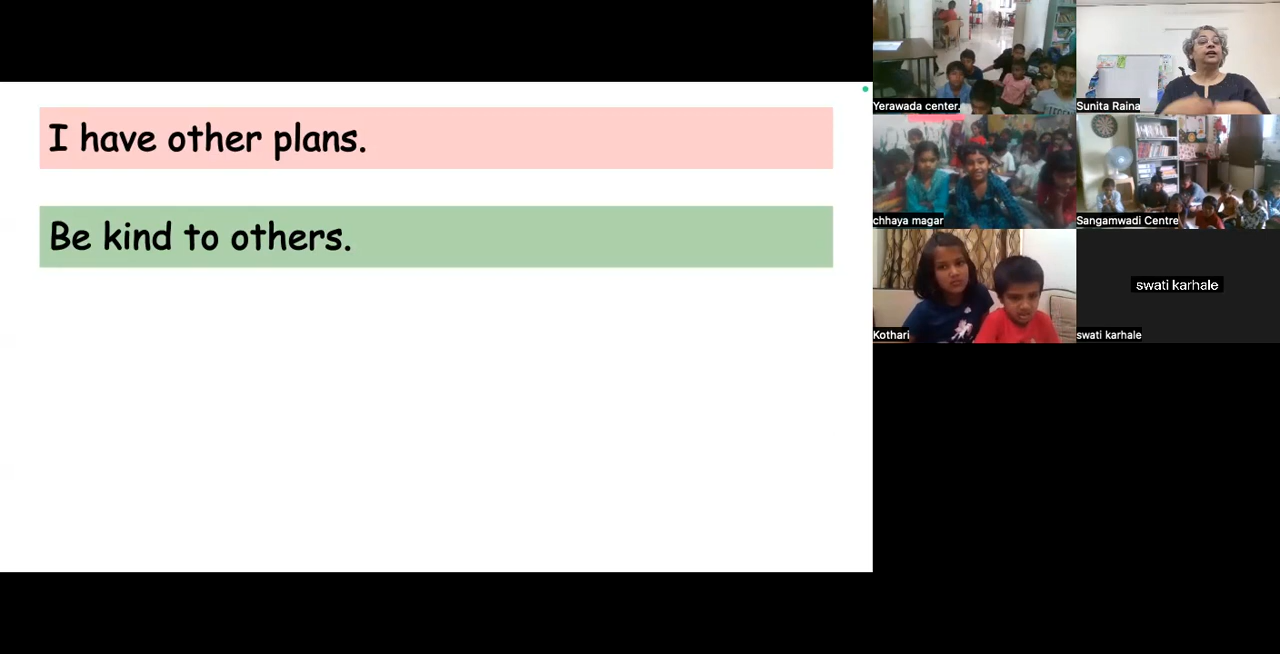 I have other plans.
Be kind to others.
Yerawada center.
Sunita Raina
chhaya magar
Sangamwadi Centre
Kothari
swati karhale
swati karhale